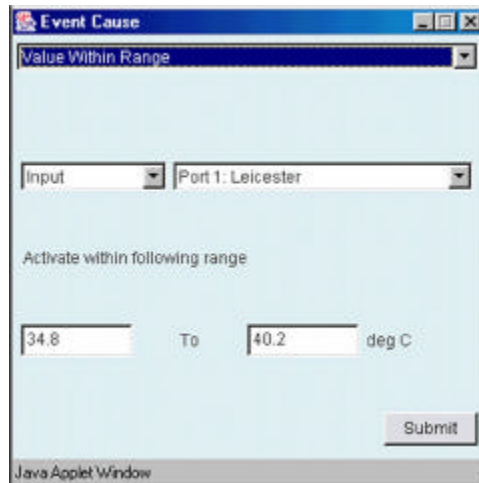 Event Cause
Value Within Range
Input Port 1: Leicester
Activate within following range
34.8 To 40.2 deg C
Submit
Java Applet Window